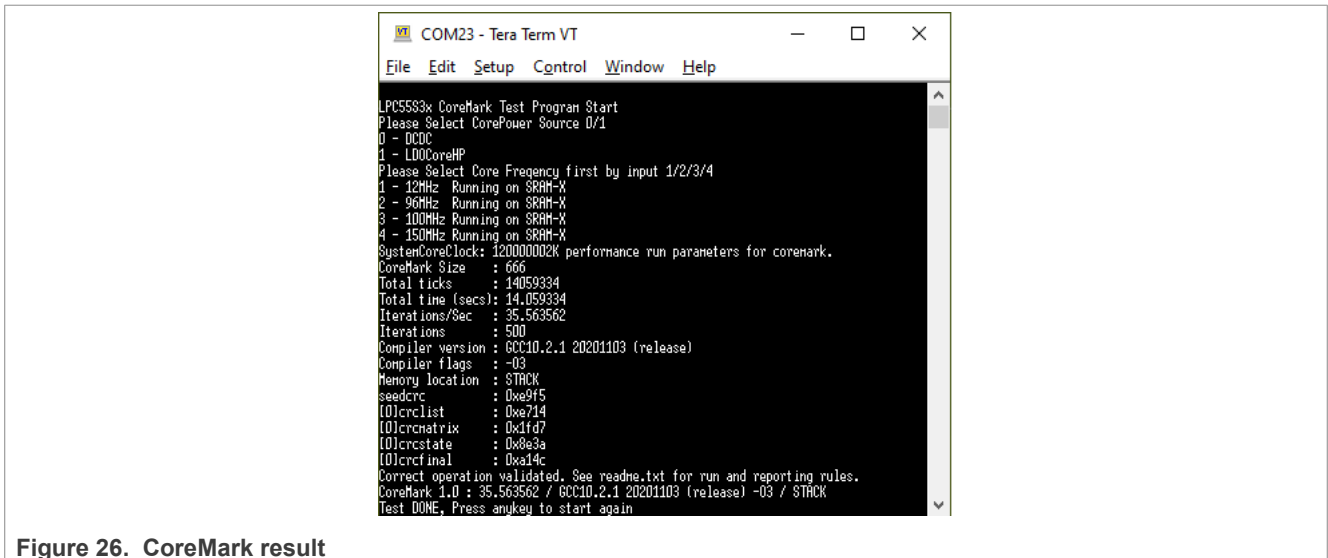 COM23 - Tera Term VT
File Edit Setup Control Window Help
LPC55S3x CoreMark Test Program Start
Please Select CorePower Source 0/1
0 - DCDC
1 - LDOCoreHP
Please Select Core Freqency first by input 1/2/3/4
1 - 12MHz  Running on SRAM-X
2 - 96MHz  Running on SRAM-X
3 - 100MHz Running on SRAM-X
4 - 150MHz Running on SRAM-X
SystemCoreClock: 120000002K performance run parameters for coremark.
CoreMark Size    : 666
Total ticks      : 14059334
Total time (secs): 14.059334
Iterations/Sec   : 35.563562
Iterations       : 500
Compiler version : GCC10.2.1 20201103 (release)
Compiler flags   : -O3
Memory location  : STACK
seedcrc          : 0xe9f5
[0]crclist       : 0xe714
[0]crcmatrix     : 0x1fd7
[0]crcstate      : 0x8e3a
[0]crcfinal      : 0xa14c
Correct operation validated. See readme.txt for run and reporting rules.
CoreMark 1.0 : 35.563562 / GCC10.2.1 20201103 (release) -O3 / STACK
Test DONE, Press anykey to start again
Figure 26. CoreMark result